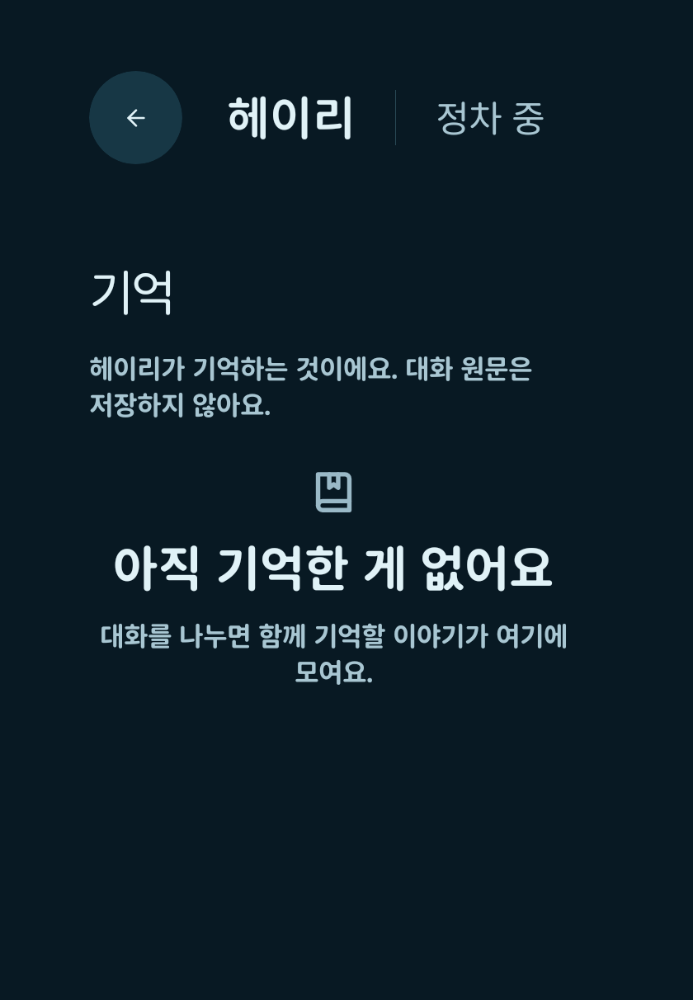 헤이리
정차 중
기억
헤이리가 기억하는 것이에요. 대화 원문은
저장하지 않아요.
아직 기억한 게 없어요
대화를 나누면 함께 기억할 이야기가 여기에
모여요.